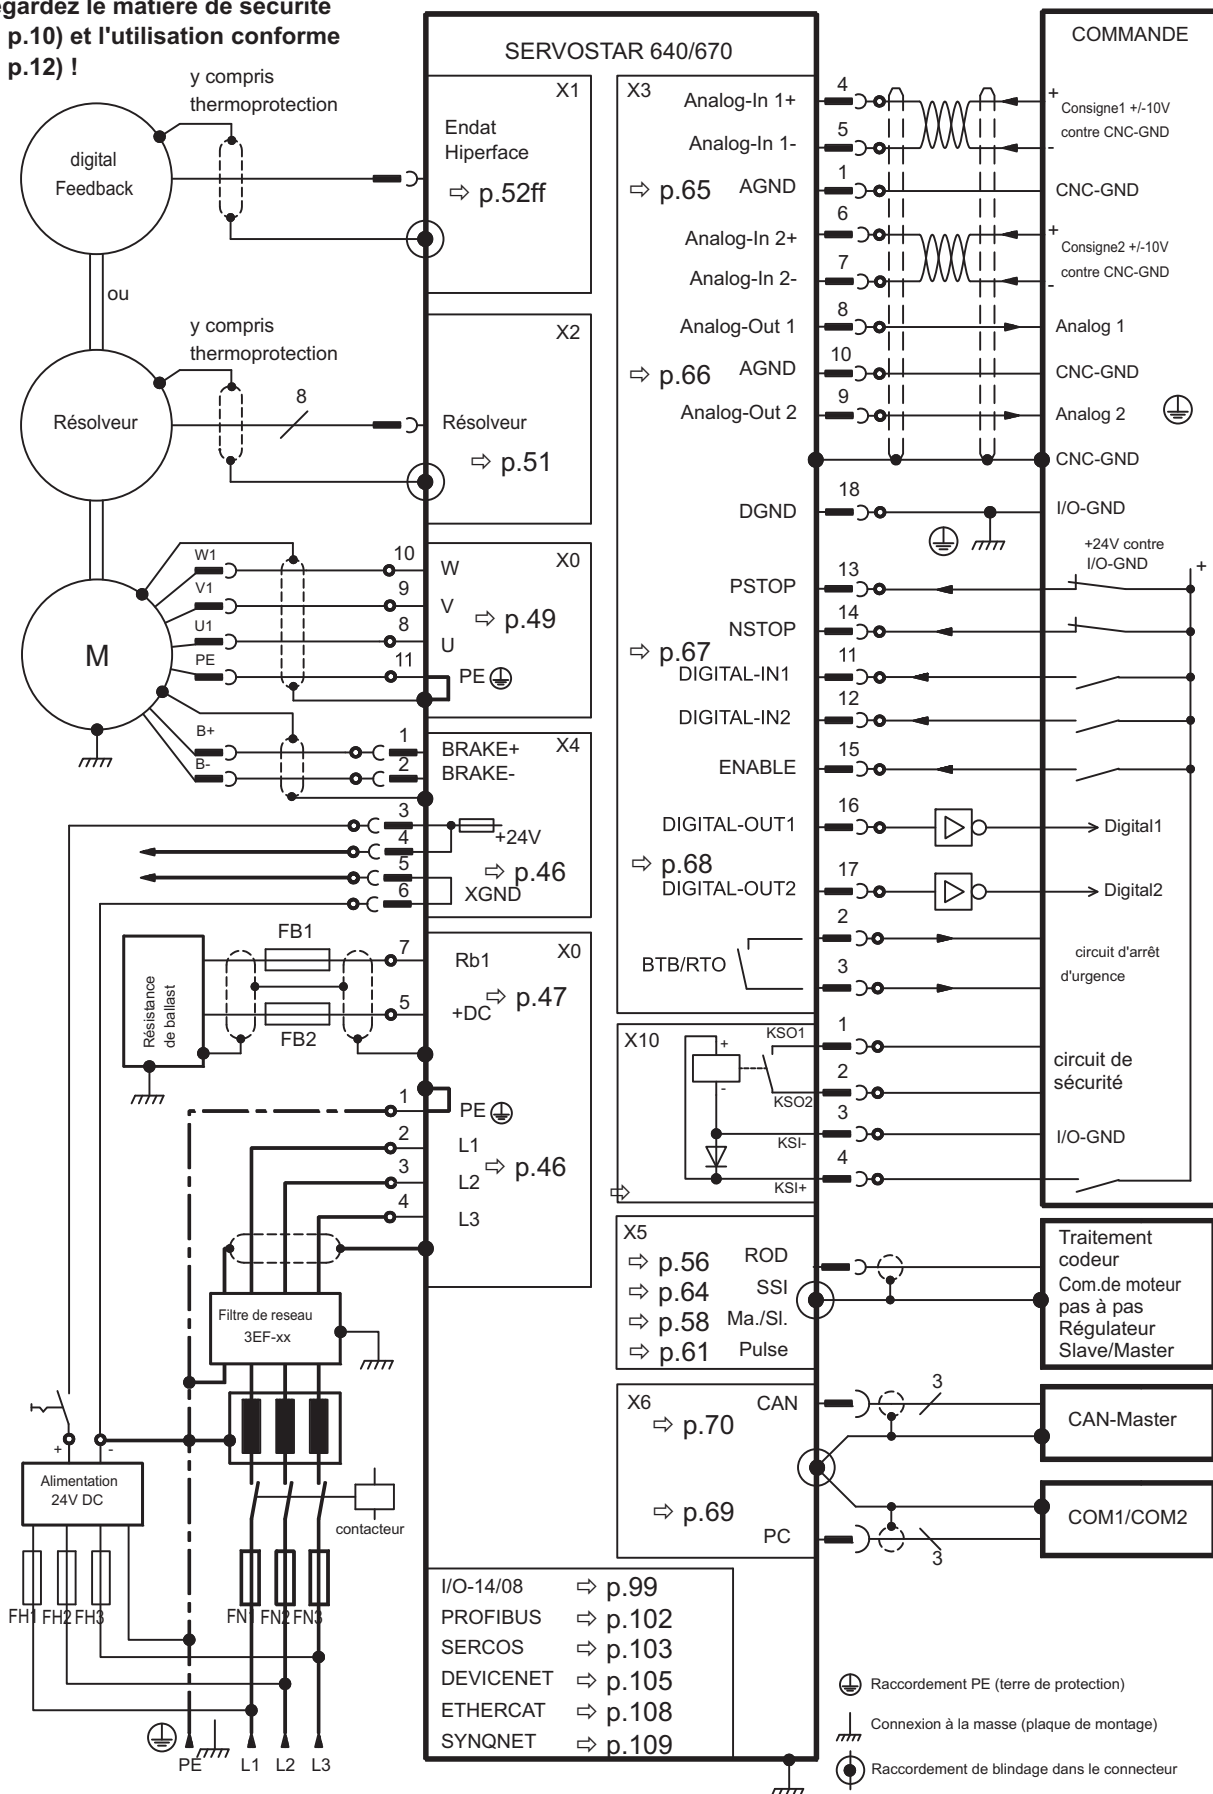 egardez le matière de sécurité
p.10) et l'utilisation conforme
p.12) !
y compris
thermoprotection
digital
Feedback
ou
y compris
thermoprotection
Résolveur
8
M
W1
V1
U1
PE
B+
B-
10
9
8
11
1
2
3
4
5
6
FB1
FB2
Résistance
de ballast
7
5
1
2
3
4
Filtre de reseau
3EF-xx
+
-
Alimentation
24V DC
contacteur
FH1
FH2
FH3
FN1
FN2
FN3
PE
L1
L2
L3
SERVOSTAR 640/670
X1
Endat
Hiperface
⇨ p.52ff
X2
Résolveur
⇨ p.51
X0
W
V
⇨ p.49
U
PE
X4
BRAKE+
BRAKE-
+24V
⇨ p.46
XGND
X0
Rb1
⇨ p.47
+DC
PE
L1
⇨ p.46
L2
L3
I/O-14/08 ⇨ p.99
PROFIBUS ⇨ p.102
SERCOS ⇨ p.103
DEVICENET ⇨ p.105
ETHERCAT ⇨ p.108
SYNQNET ⇨ p.109
X3
Analog-In 1+
4
Analog-In 1-
5
⇨ p.65
AGND
1
Analog-In 2+
6
Analog-In 2-
7
Analog-Out 1
8
⇨ p.66
AGND
10
Analog-Out 2
9
DGND
18
PSTOP
13
NSTOP
14
⇨ p.67
DIGITAL-IN1
11
DIGITAL-IN2
12
ENABLE
15
DIGITAL-OUT1
16
⇨ p.68
DIGITAL-OUT2
17
BTB/RTO
2
3
X10
+
-
KSO1
1
KSO2
2
KSI-
3
KSI+
4
⇨
X5
⇨ p.56 ROD
⇨ p.64 SSI
⇨ p.58 Ma./Sl.
⇨ p.61 Pulse
X6
CAN
⇨ p.70
⇨ p.69
PC
3
3
COMMANDE
+
Consigne1 +/-10V
contre CNC-GND
-
CNC-GND
+
Consigne2 +/-10V
contre CNC-GND
-
Analog 1
CNC-GND
Analog 2
CNC-GND
I/O-GND
+24V contre
I/O-GND
+
Digital1
Digital2
circuit d'arrêt
d'urgence
circuit de
sécurité
I/O-GND
Traitement
codeur
Com.de moteur
pas à pas
Régulateur
Slave/Master
CAN-Master
COM1/COM2
Raccordement PE (terre de protection)
Connexion à la masse (plaque de montage)
Raccordement de blindage dans le connecteur